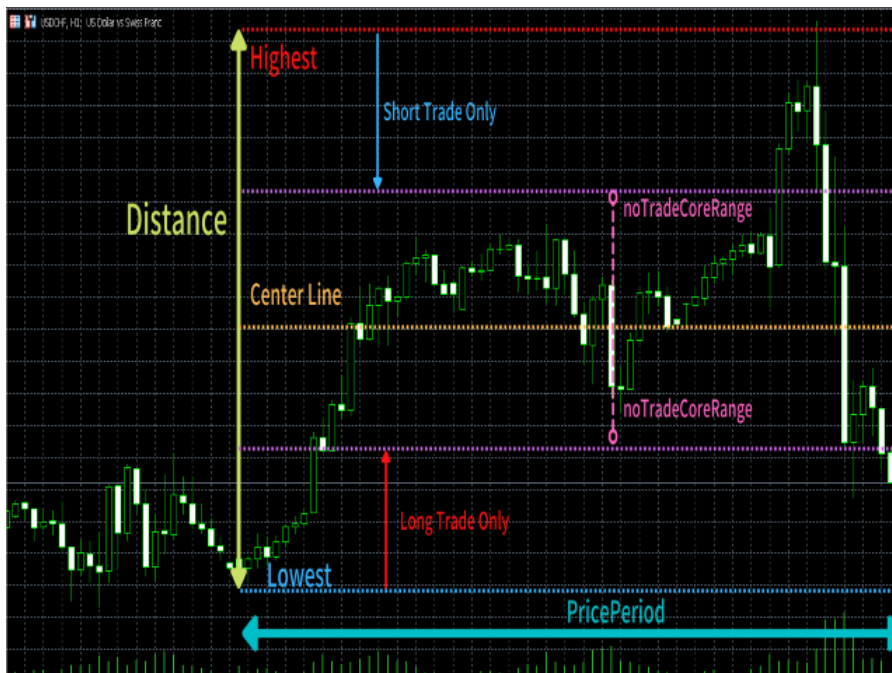 USDCHF, H1: US Dollar vs Swiss Franc
Highest
Short Trade Only
Distance
noTradeCoreRange
Center Line
noTradeCoreRange
Long Trade Only
Lowest
PricePeriod